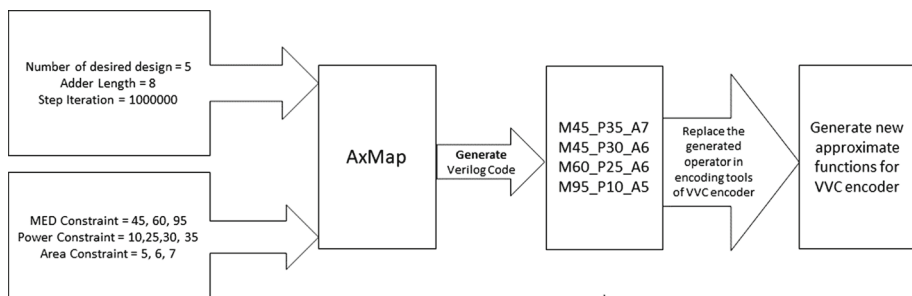 Number of desired design = 5
Adder Length = 8
Step Iteration = 1000000
MED Constraint = 45, 60, 95
Power Constraint = 10,25,30, 35
Area Constraint = 5, 6, 7
AxMap
Generate
Verilog Code
M45_P35_A7
M45_P30_A6
M60_P25_A6
M95_P10_A5
Replace the
generated
operator in
encoding tools
of VVC encoder
Generate new
approximate
functions for
VVC encoder